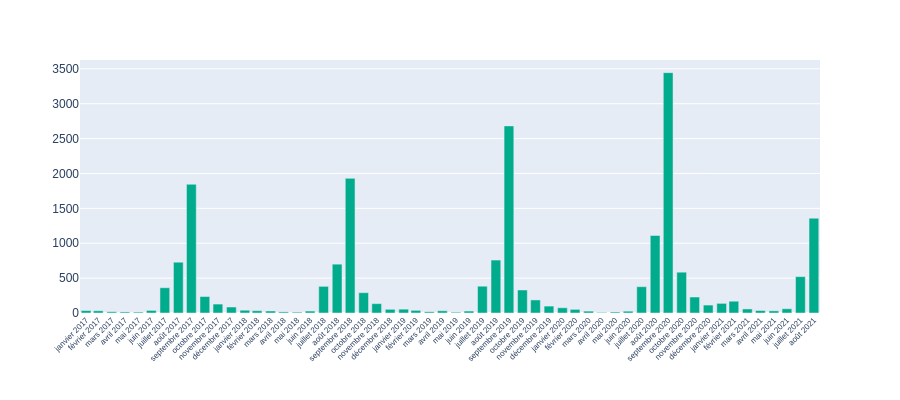 3500
3000
2500
2000
1500
1000
500
0
janvier 2017
février 2017
mars 2017
avril 2017
mai 2017
juin 2017
juillet 2017
août 2017
septembre 2017
octobre 2017
novembre 2017
décembre 2017
janvier 2018
février 2018
mars 2018
avril 2018
mai 2018
juin 2018
juillet 2018
août 2018
septembre 2018
octobre 2018
novembre 2018
décembre 2018
janvier 2019
février 2019
mars 2019
avril 2019
mai 2019
juin 2019
juillet 2019
août 2019
septembre 2019
octobre 2019
novembre 2019
décembre 2019
janvier 2020
février 2020
mars 2020
avril 2020
mai 2020
juin 2020
juillet 2020
août 2020
septembre 2020
octobre 2020
novembre 2020
décembre 2020
janvier 2021
février 2021
mars 2021
avril 2021
mai 2021
juin 2021
juillet 2021
août 2021